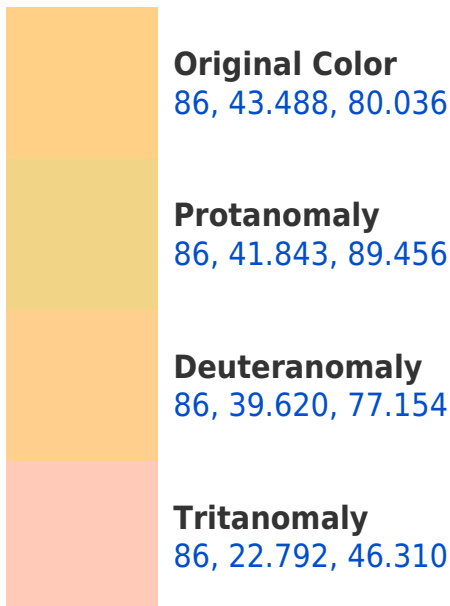 Original Color
86, 43.488, 80.036
Protanomaly
86, 41.843, 89.456
Deuteranomaly
86, 39.620, 77.154
Tritanomaly
86, 22.792, 46.310